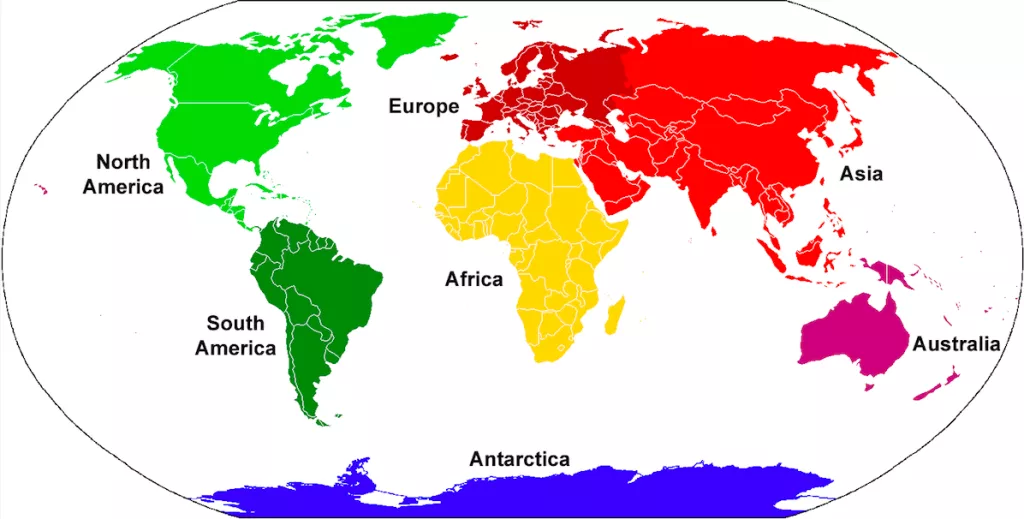 Europe
North
America
Asia
Africa
South
America
Australia
Antarctica